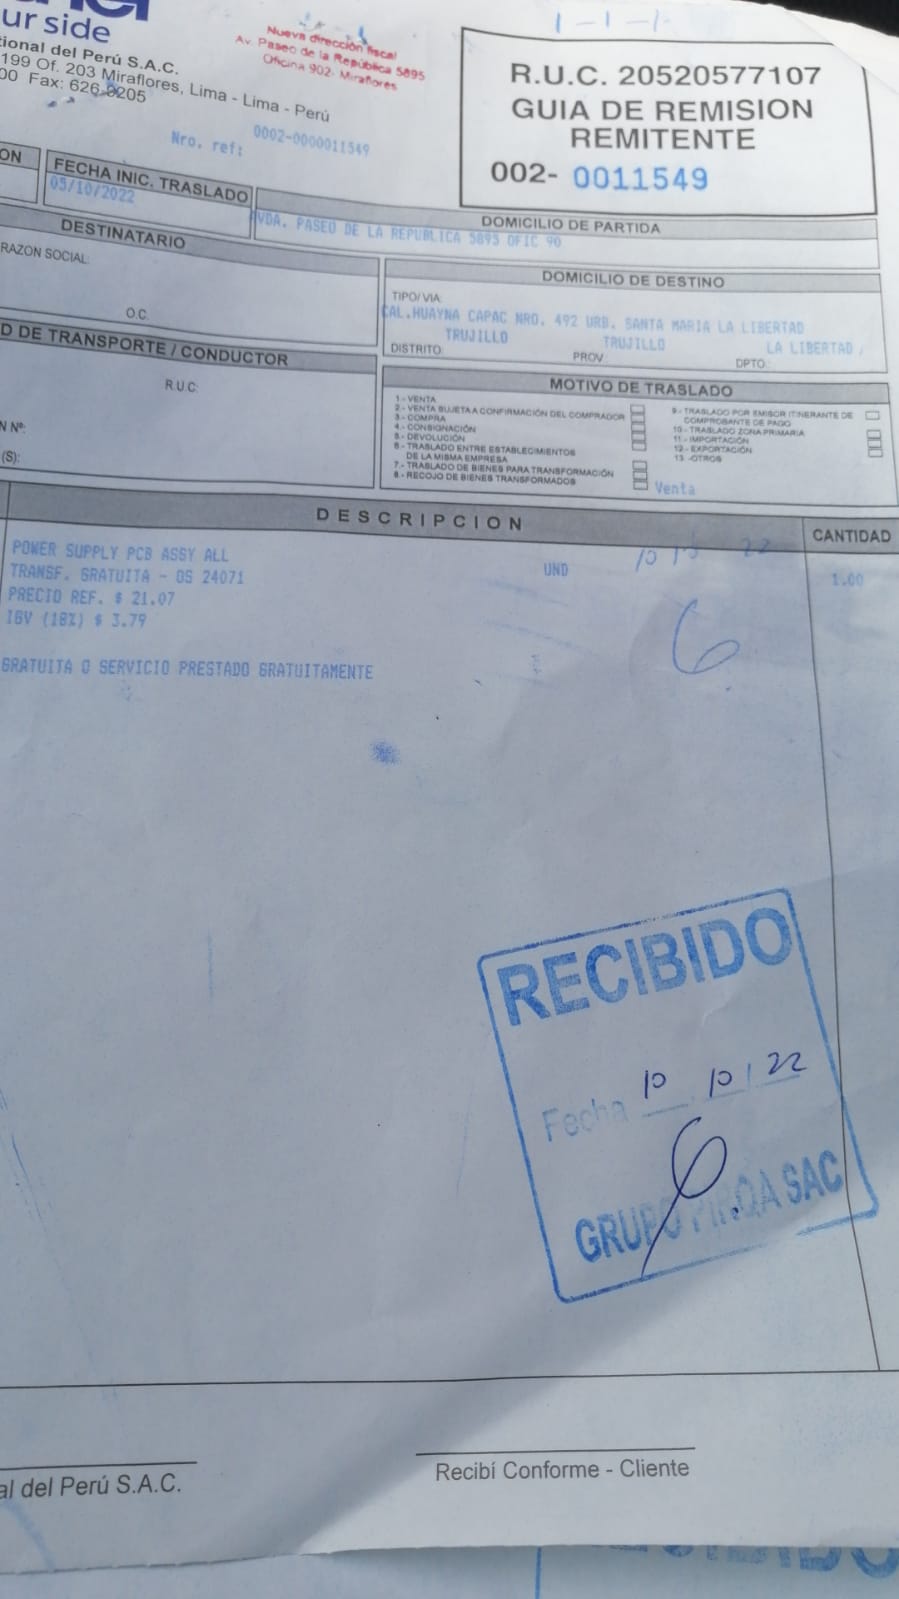 ur side
ional del Perú S.A.C.
199 Of. 203 Miraflores, Lima - Lima - Perú
00 Fax: 626-0205
Nueva dirección fiscal
Av. Paseo de la República 5895
Oficina 902- Miraflores
Nro. ref: 0002-0000011549
R.U.C. 20520577107
GUIA DE REMISION
REMITENTE
002- 0011549
ON
FECHA INIC. TRASLADO
05/10/2022
DOMICILIO DE PARTIDA
AVDA. PASEO DE LA REPUBLICA 5895 OFIC 90
DESTINATARIO
RAZON SOCIAL:
O.C.
DOMICILIO DE DESTINO
TIPO/VIA:
CAL.HUAYNA CAPAC NRO. 492 URB. SANTA MARIA LA LIBERTAD
TRUJILLO TRUJILLO LA LIBERTAD
DISTRITO: PROV. DPTO.:
D DE TRANSPORTE / CONDUCTOR
R.U.C:
N Nº:
(S):
MOTIVO DE TRASLADO
1 - VENTA
2 - VENTA SUJETA A CONFIRMACIÓN DEL COMPRADOR
3 - COMPRA
4 - CONSIGNACIÓN
5 - DEVOLUCIÓN
6 - TRASLADO ENTRE ESTABLECIMIENTOS
DE LA MISMA EMPRESA
7 - TRASLADO DE BIENES PARA TRANSFORMACIÓN
8 - RECOJO DE BIENES TRANSFORMADOS
9 - TRASLADO POR EMISOR ITINERANTE DE
COMPROBANTE DE PAGO
10 - TRASLADO ZONA PRIMARIA
11 - IMPORTACIÓN
12 - EXPORTACIÓN
13 - OTROS
Venta
DESCRIPCION
CANTIDAD
POWER SUPPLY PCB ASSY ALL UND 1.00
TRANSF. GRATUITA - OS 24071
PRECIO REF. $ 21.07
IGV (18%) $ 3.79
GRATUITA O SERVICIO PRESTADO GRATUITAMENTE
RECIBIDO
Fecha 10 10 / 22
GRUPO PIRQA SAC
al del Perú S.A.C.
Recibí Conforme - Cliente